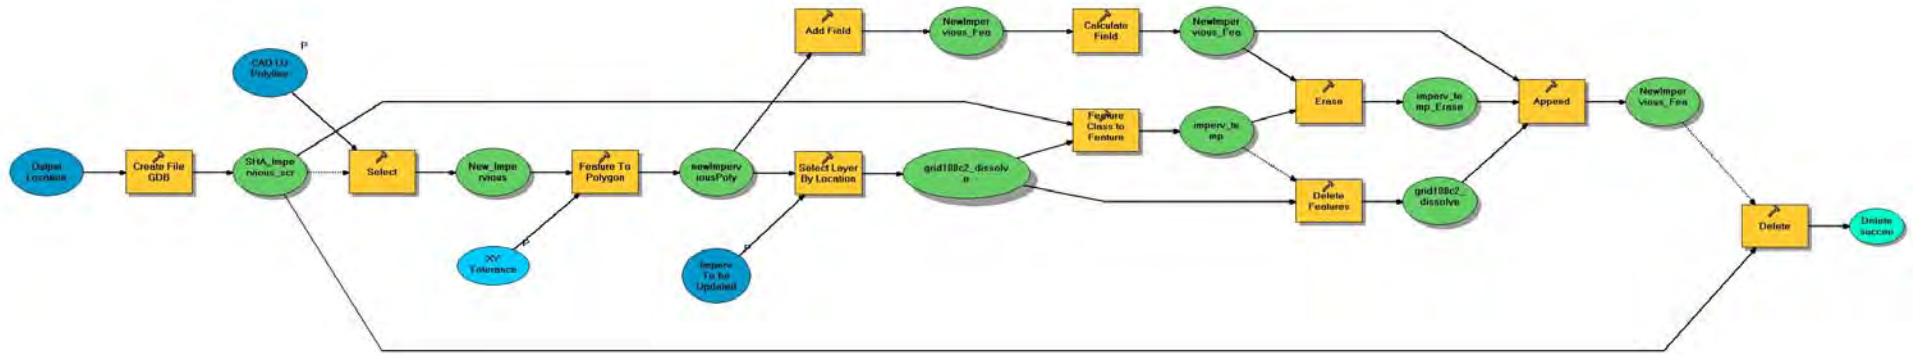 Add Field
NewImper
vious_Fea
Calculate
Field
NewImper
vious_Fea
P
CAD LU
Polyline
Erase
imperv_te
mp_Erase
Append
NewImper
vious_Fea
Feature
Class to
Feature
imperv_te
mp
Output
Location
Create File
GDB
SHA_Impe
rvious_scr
Select
New_Impe
rvious
Feature To
Polygon
newImperv
iousPoly
Select Layer
By Location
grid188c2_dissolv
e
Delete
Features
grid188c2_
dissolve
Delete
Delete
succee
P
XY
Tolerance
P
Imperv
To be
Updated